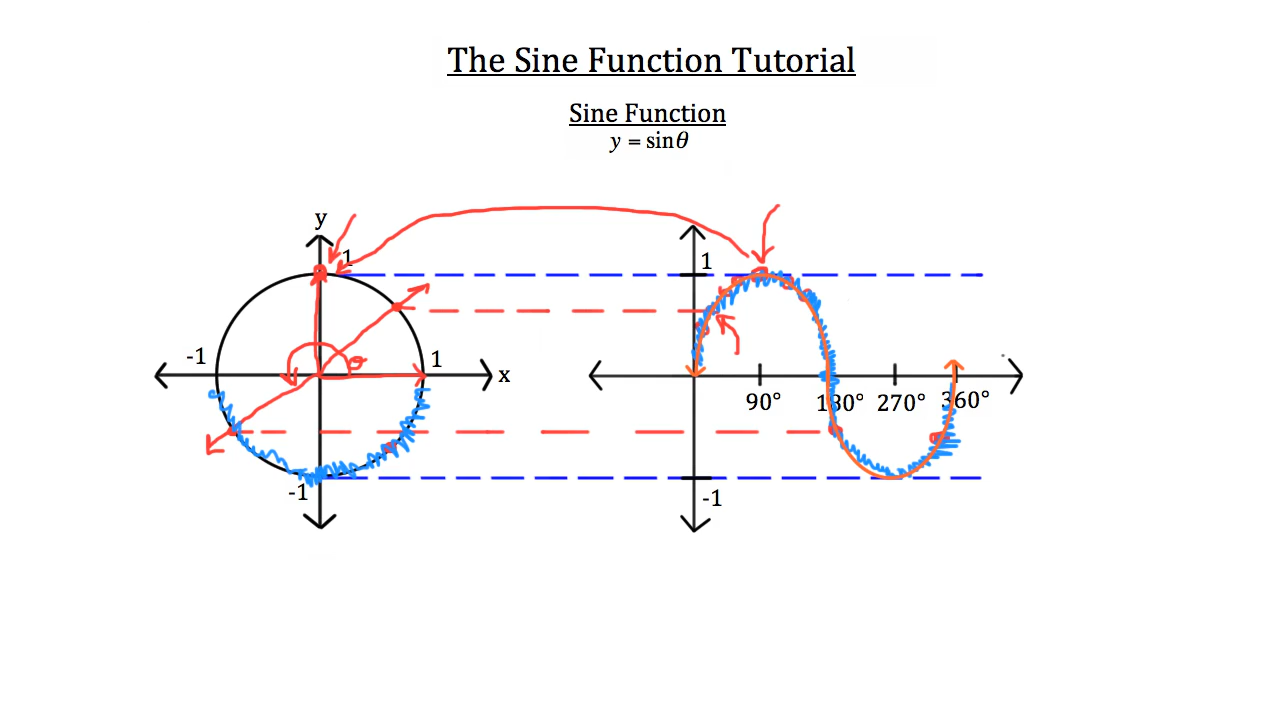 The Sine Function Tutorial
Sine Function
y = sinθ
y
1
1
-1
1
x
θ
90°
180°
270°
360°
-1
-1